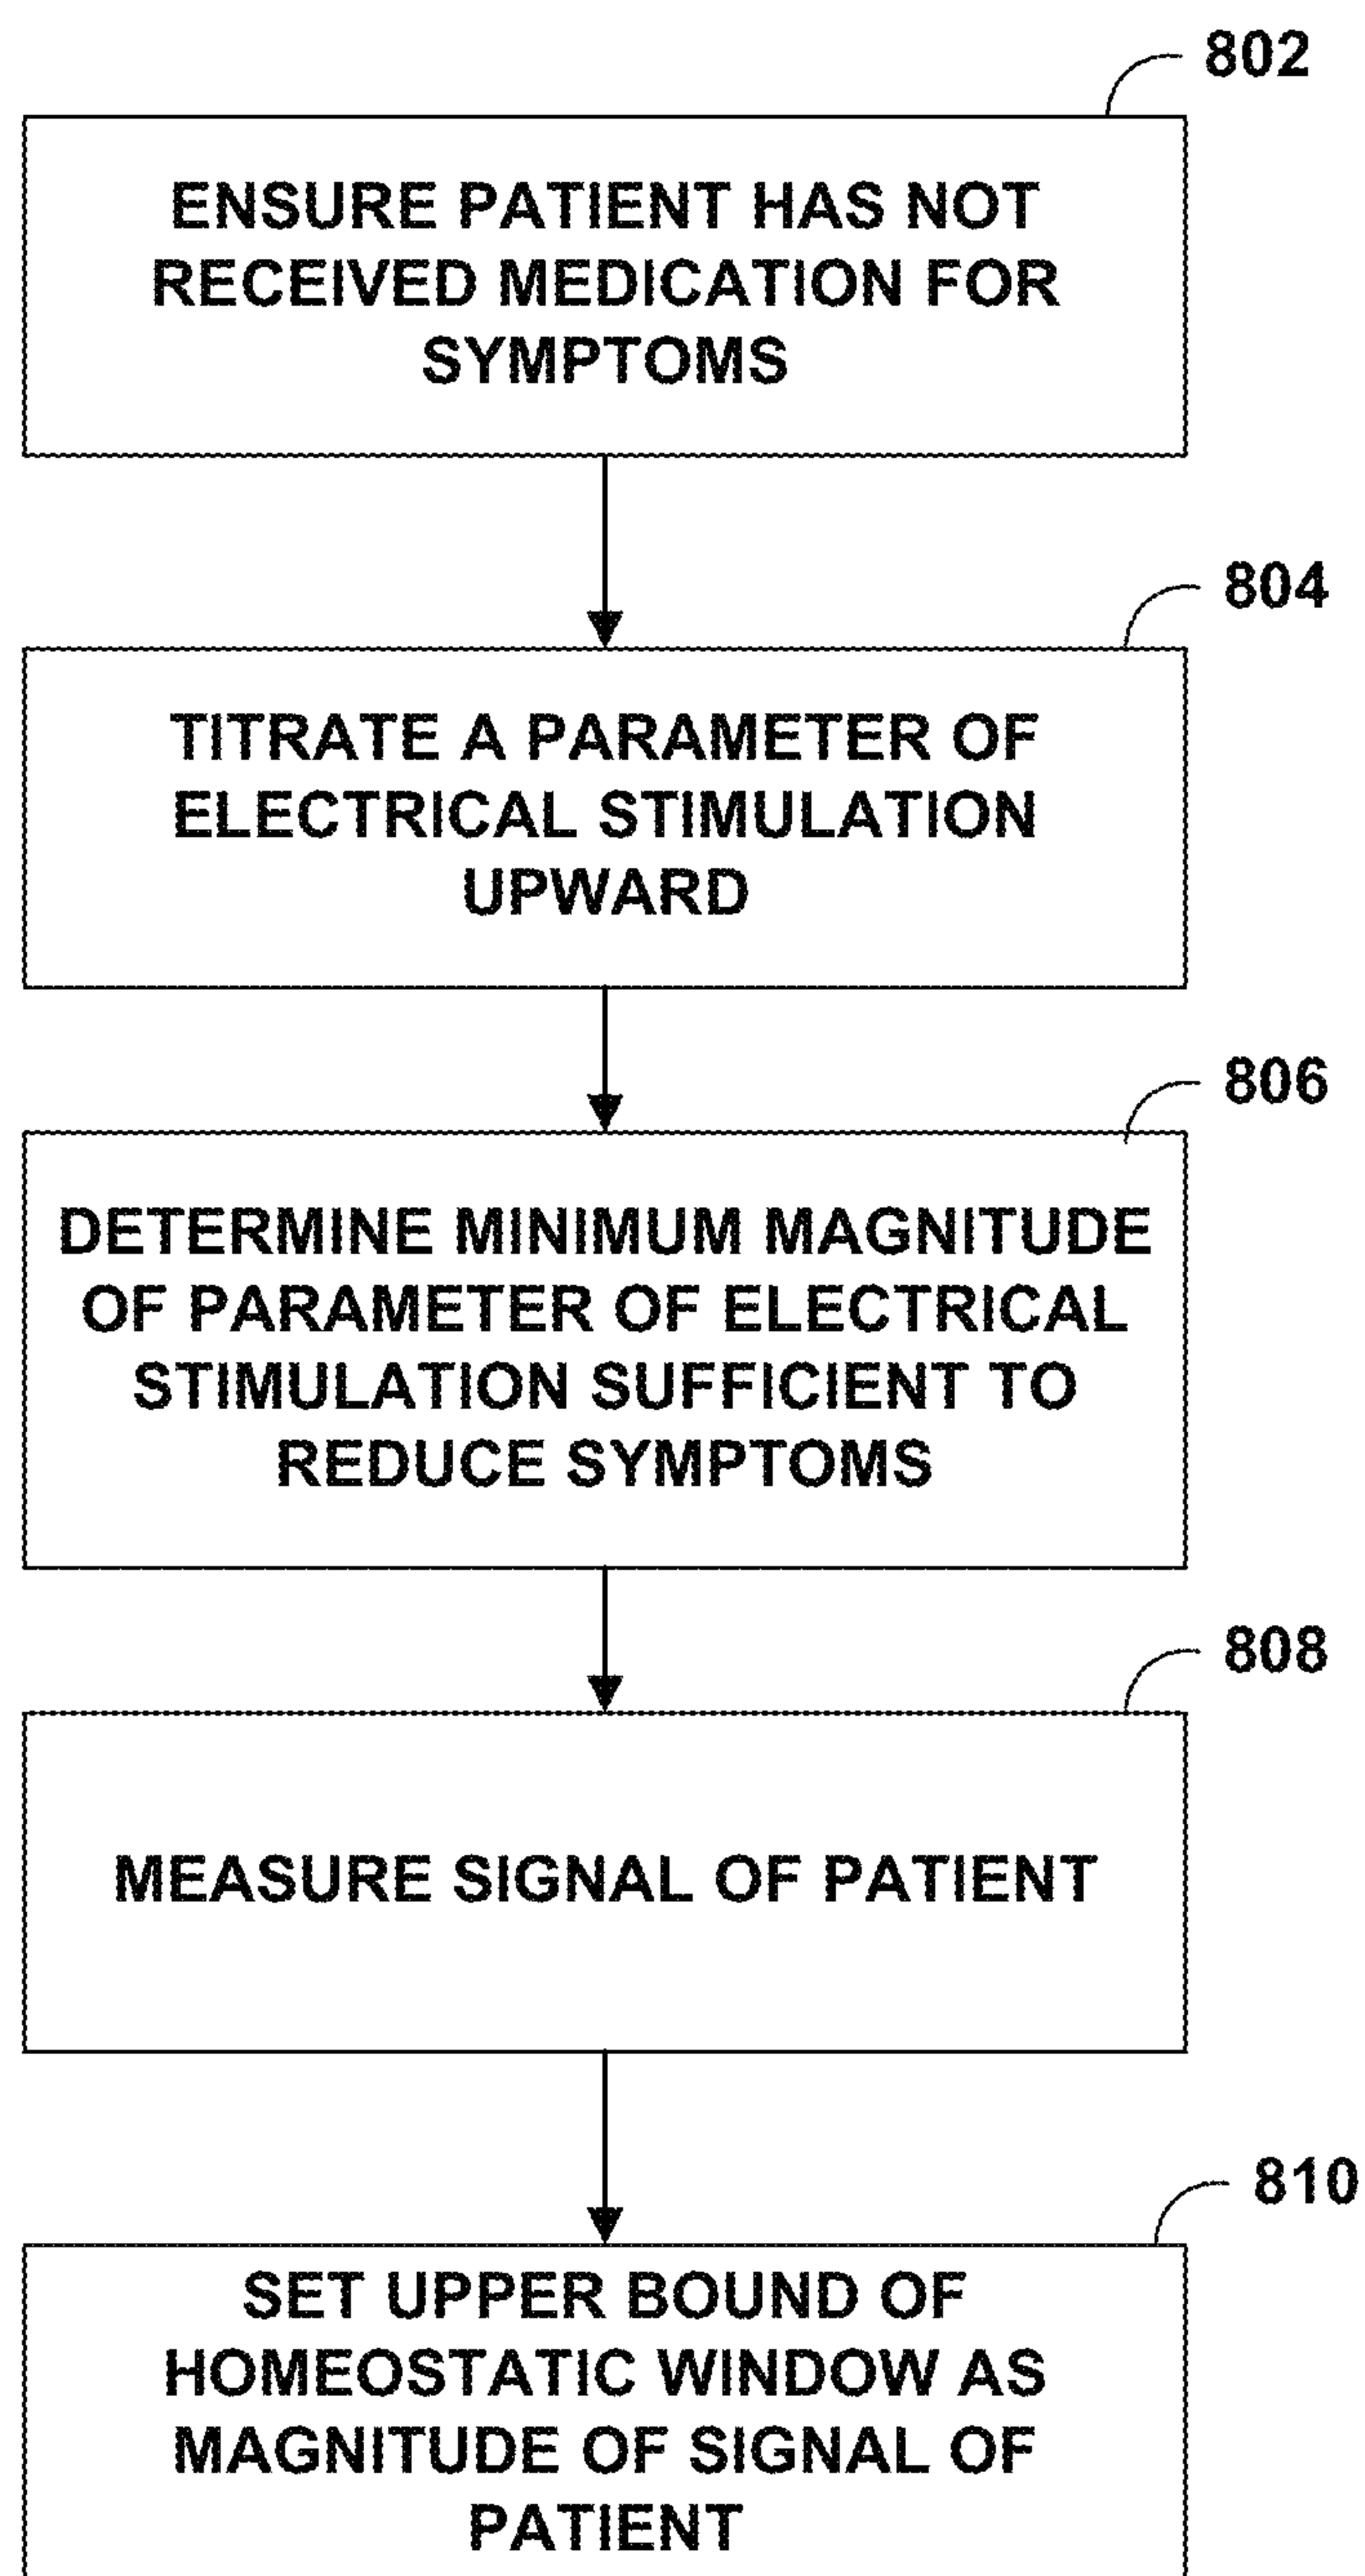 802
ENSURE PATIENT HAS NOT
RECEIVED MEDICATION FOR
SYMPTOMS
804
TITRATE A PARAMETER OF
ELECTRICAL STIMULATION
UPWARD
806
DETERMINE MINIMUM MAGNITUDE
OF PARAMETER OF ELECTRICAL
STIMULATION SUFFICIENT TO
REDUCE SYMPTOMS
808
MEASURE SIGNAL OF PATIENT
810
SET UPPER BOUND OF
HOMEOSTATIC WINDOW AS
MAGNITUDE OF SIGNAL OF
PATIENT